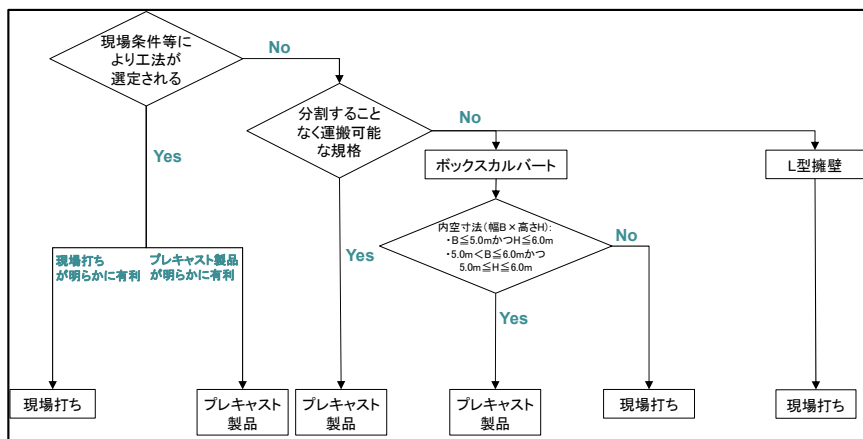 現場条件等に
より工法が
選定される
No
分割すること
なく運搬可能
な規格
No
Yes
ボックスカルバート
L型擁壁
内空寸法(幅B×高さH):
・B≦5.0mかつH≦6.0m
・5.0m<B≦6.0mかつ
5.0m≦H≦6.0m
No
Yes
現場打ち
が明らかに有利
プレキャスト製品
が明らかに有利
Yes
現場打ち
プレキャスト
製品
プレキャスト
製品
プレキャスト
製品
現場打ち
現場打ち